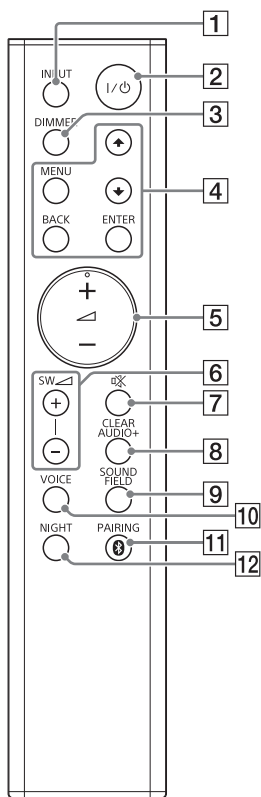 1
INPUT
I/⏻
2
DIMMER
3
MENU
4
BACK
ENTER
+
5
−
SW
6
+
7
CLEAR
AUDIO+
−
8
SOUND
FIELD
9
VOICE
10
NIGHT
PAIRING
11
12